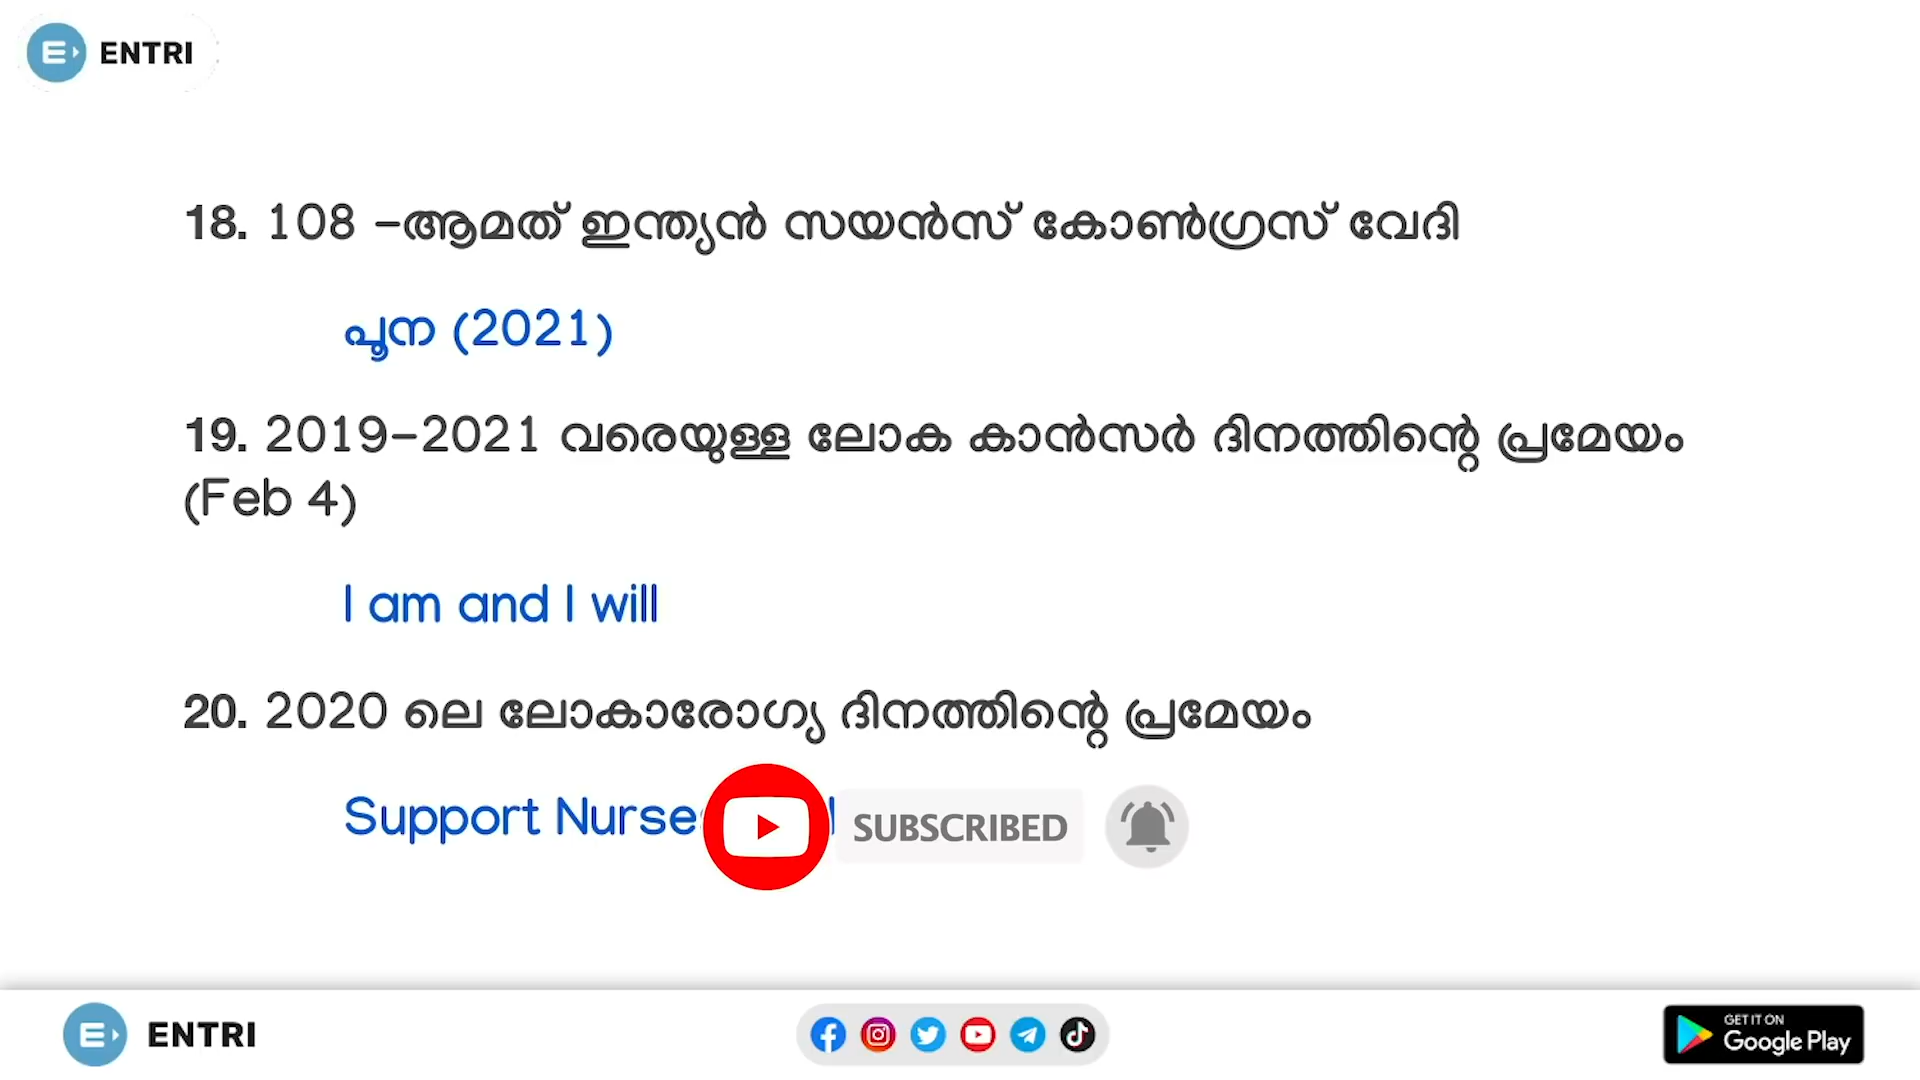 ENTRI
18. 108 -ആമത് ഇന്ത്യൻ സയൻസ് കോൺഗ്രസ് വേദി
പൂന (2021)
19. 2019-2021 വരെയുള്ള ലോക കാൻസർ ദിനത്തിന്റെ പ്രമേയം
(Feb 4)
I am and I will
20. 2020 ലെ ലോകാരോഗ്യ ദിനത്തിന്റെ പ്രമേയം
Support
SUBSCRIBED
ENTRI
GET IT ON
Google Play